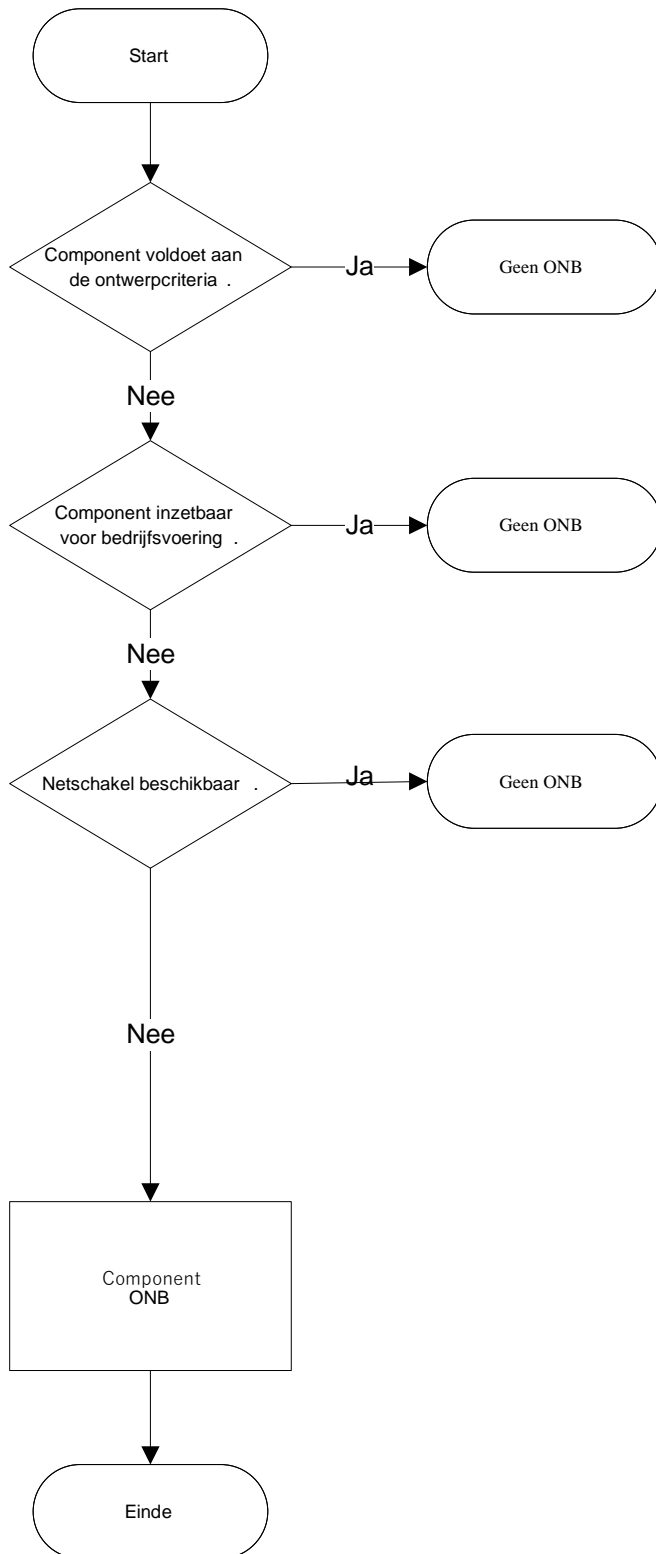 Start
Component voldoet aan
de ontwerpcriteria .
Ja
Geen ONB
Nee
Component inzetbaar
voor bedrijfsvoering .
Ja
Geen ONB
Nee
Netschakel beschikbaar .
Ja
Geen ONB
Nee
Component
ONB
Einde